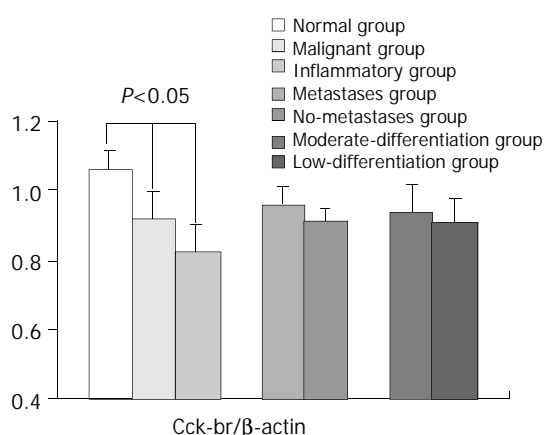 Normal group
Malignant group
Inflammatory group
Metastases group
No-metastases group
Moderate-differentiation group
Low-differentiation group
P<0.05
1.2
1.0
0.8
0.6
0.4
Cck-br/β-actin